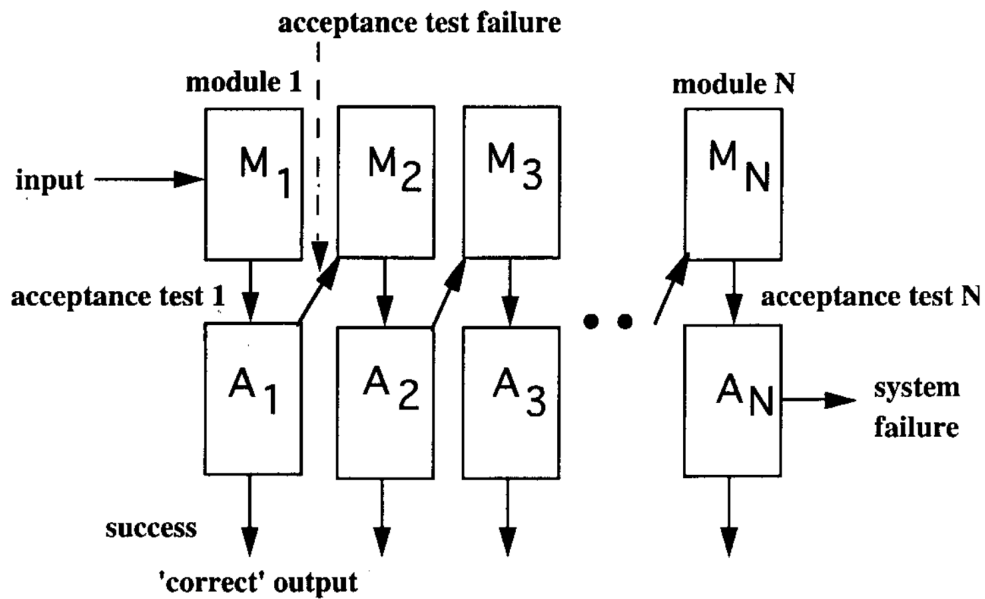 acceptance test failure
module 1
module N
M1
M2
M3
MN
input
acceptance test 1
acceptance test N
A1
A2
A3
AN
system
failure
success
'correct' output